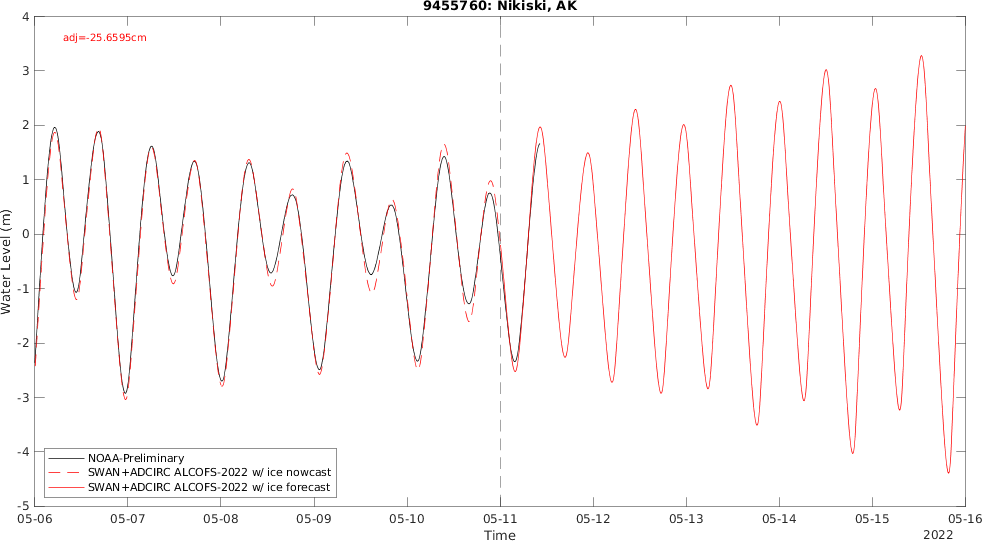 9455760: Nikiski, AK
adj=-25.6595cm
4
3
2
1
0
-1
-2
-3
-4
-5
Water Level (m)
NOAA-Preliminary
SWAN+ADCIRC ALCOFS-2022 w/ ice nowcast
SWAN+ADCIRC ALCOFS-2022 w/ ice forecast
05-06 05-07 05-08 05-09 05-10 05-11 05-12 05-13 05-14 05-15 05-16
Time
2022